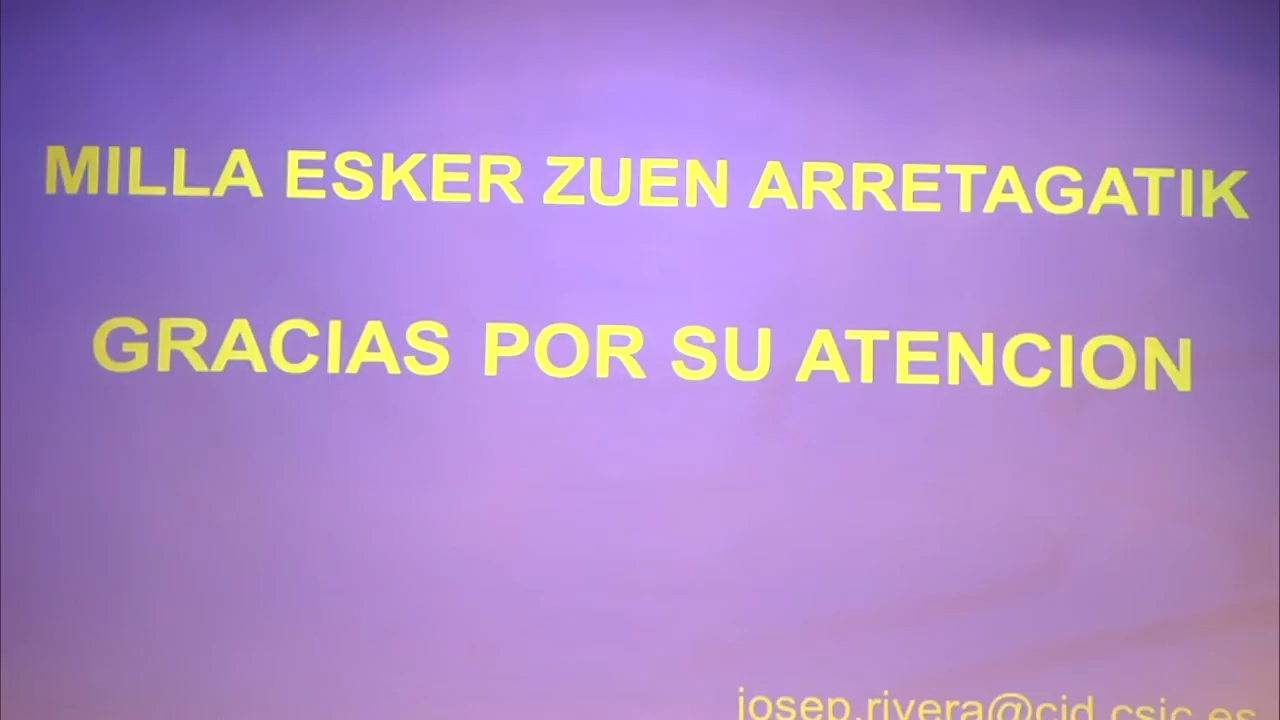 MILLA ESKER ZUEN ARRETAGATIK
GRACIAS POR SU ATENCION
josep.rivera@cid.csic.es